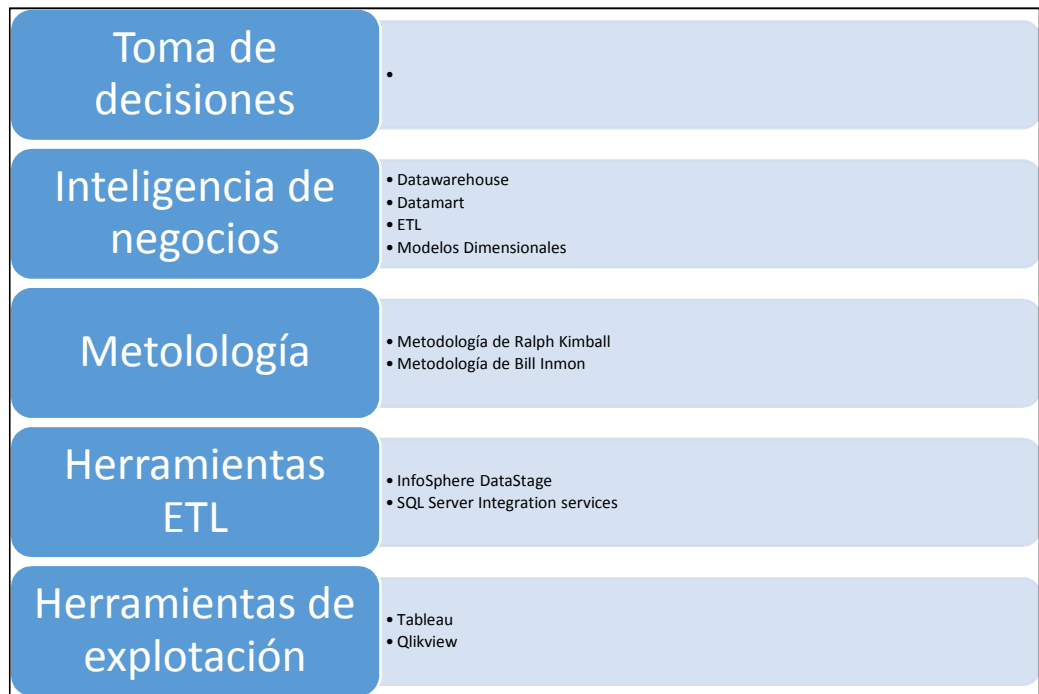 Toma de
decisiones
•
Inteligencia de
negocios
• Datawarehouse
• Datamart
• ETL
• Modelos Dimensionales
Metolología
• Metodología de Ralph Kimball
• Metodología de Bill Inmon
Herramientas
ETL
• InfoSphere DataStage
• SQL Server Integration services
Herramientas de
explotación
• Tableau
• Qlikview